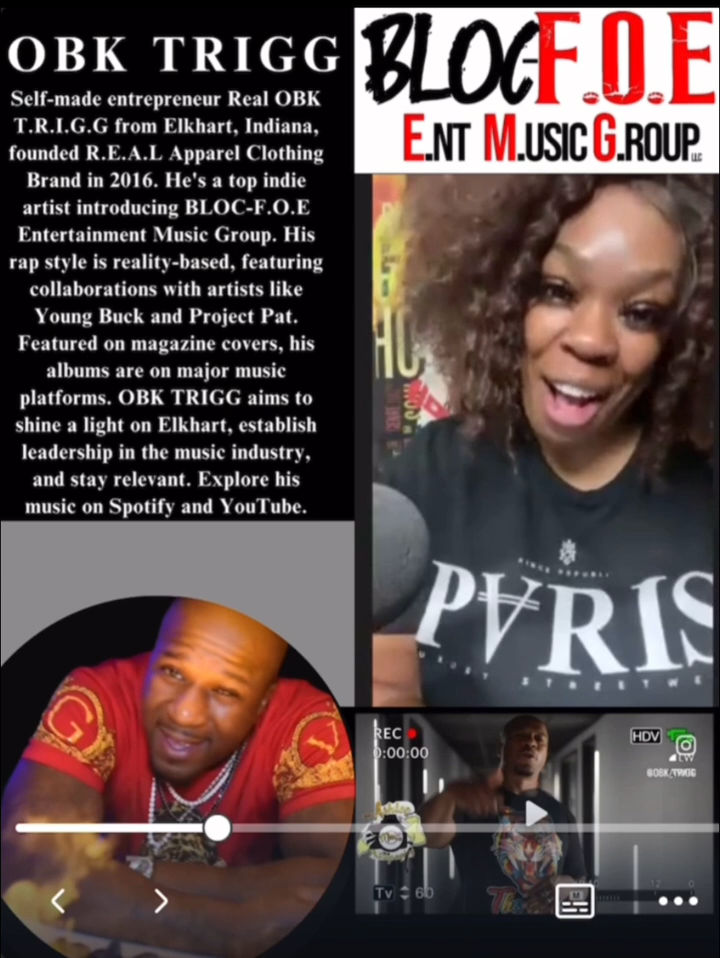 OBK TRIGG
Self-made entrepreneur Real OBK
T.R.I.G.G from Elkhart, Indiana,
founded R.E.A.L Apparel Clothing
Brand in 2016. He's a top indie
artist introducing BLOC-F.O.E
Entertainment Music Group. His
rap style is reality-based, featuring
collaborations with artists like
Young Buck and Project Pat.
Featured on magazine covers, his
albums are on major music
platforms. OBK TRIGG aims to
shine a light on Elkhart, establish
leadership in the music industry,
and stay relevant. Explore his
music on Spotify and YouTube.
BLOC-F.O.E
E.NT M.USIC G.ROUP LLC
PVRIS
REC
0:00:00
HDV
@OBK/TRIGG
Tv 60